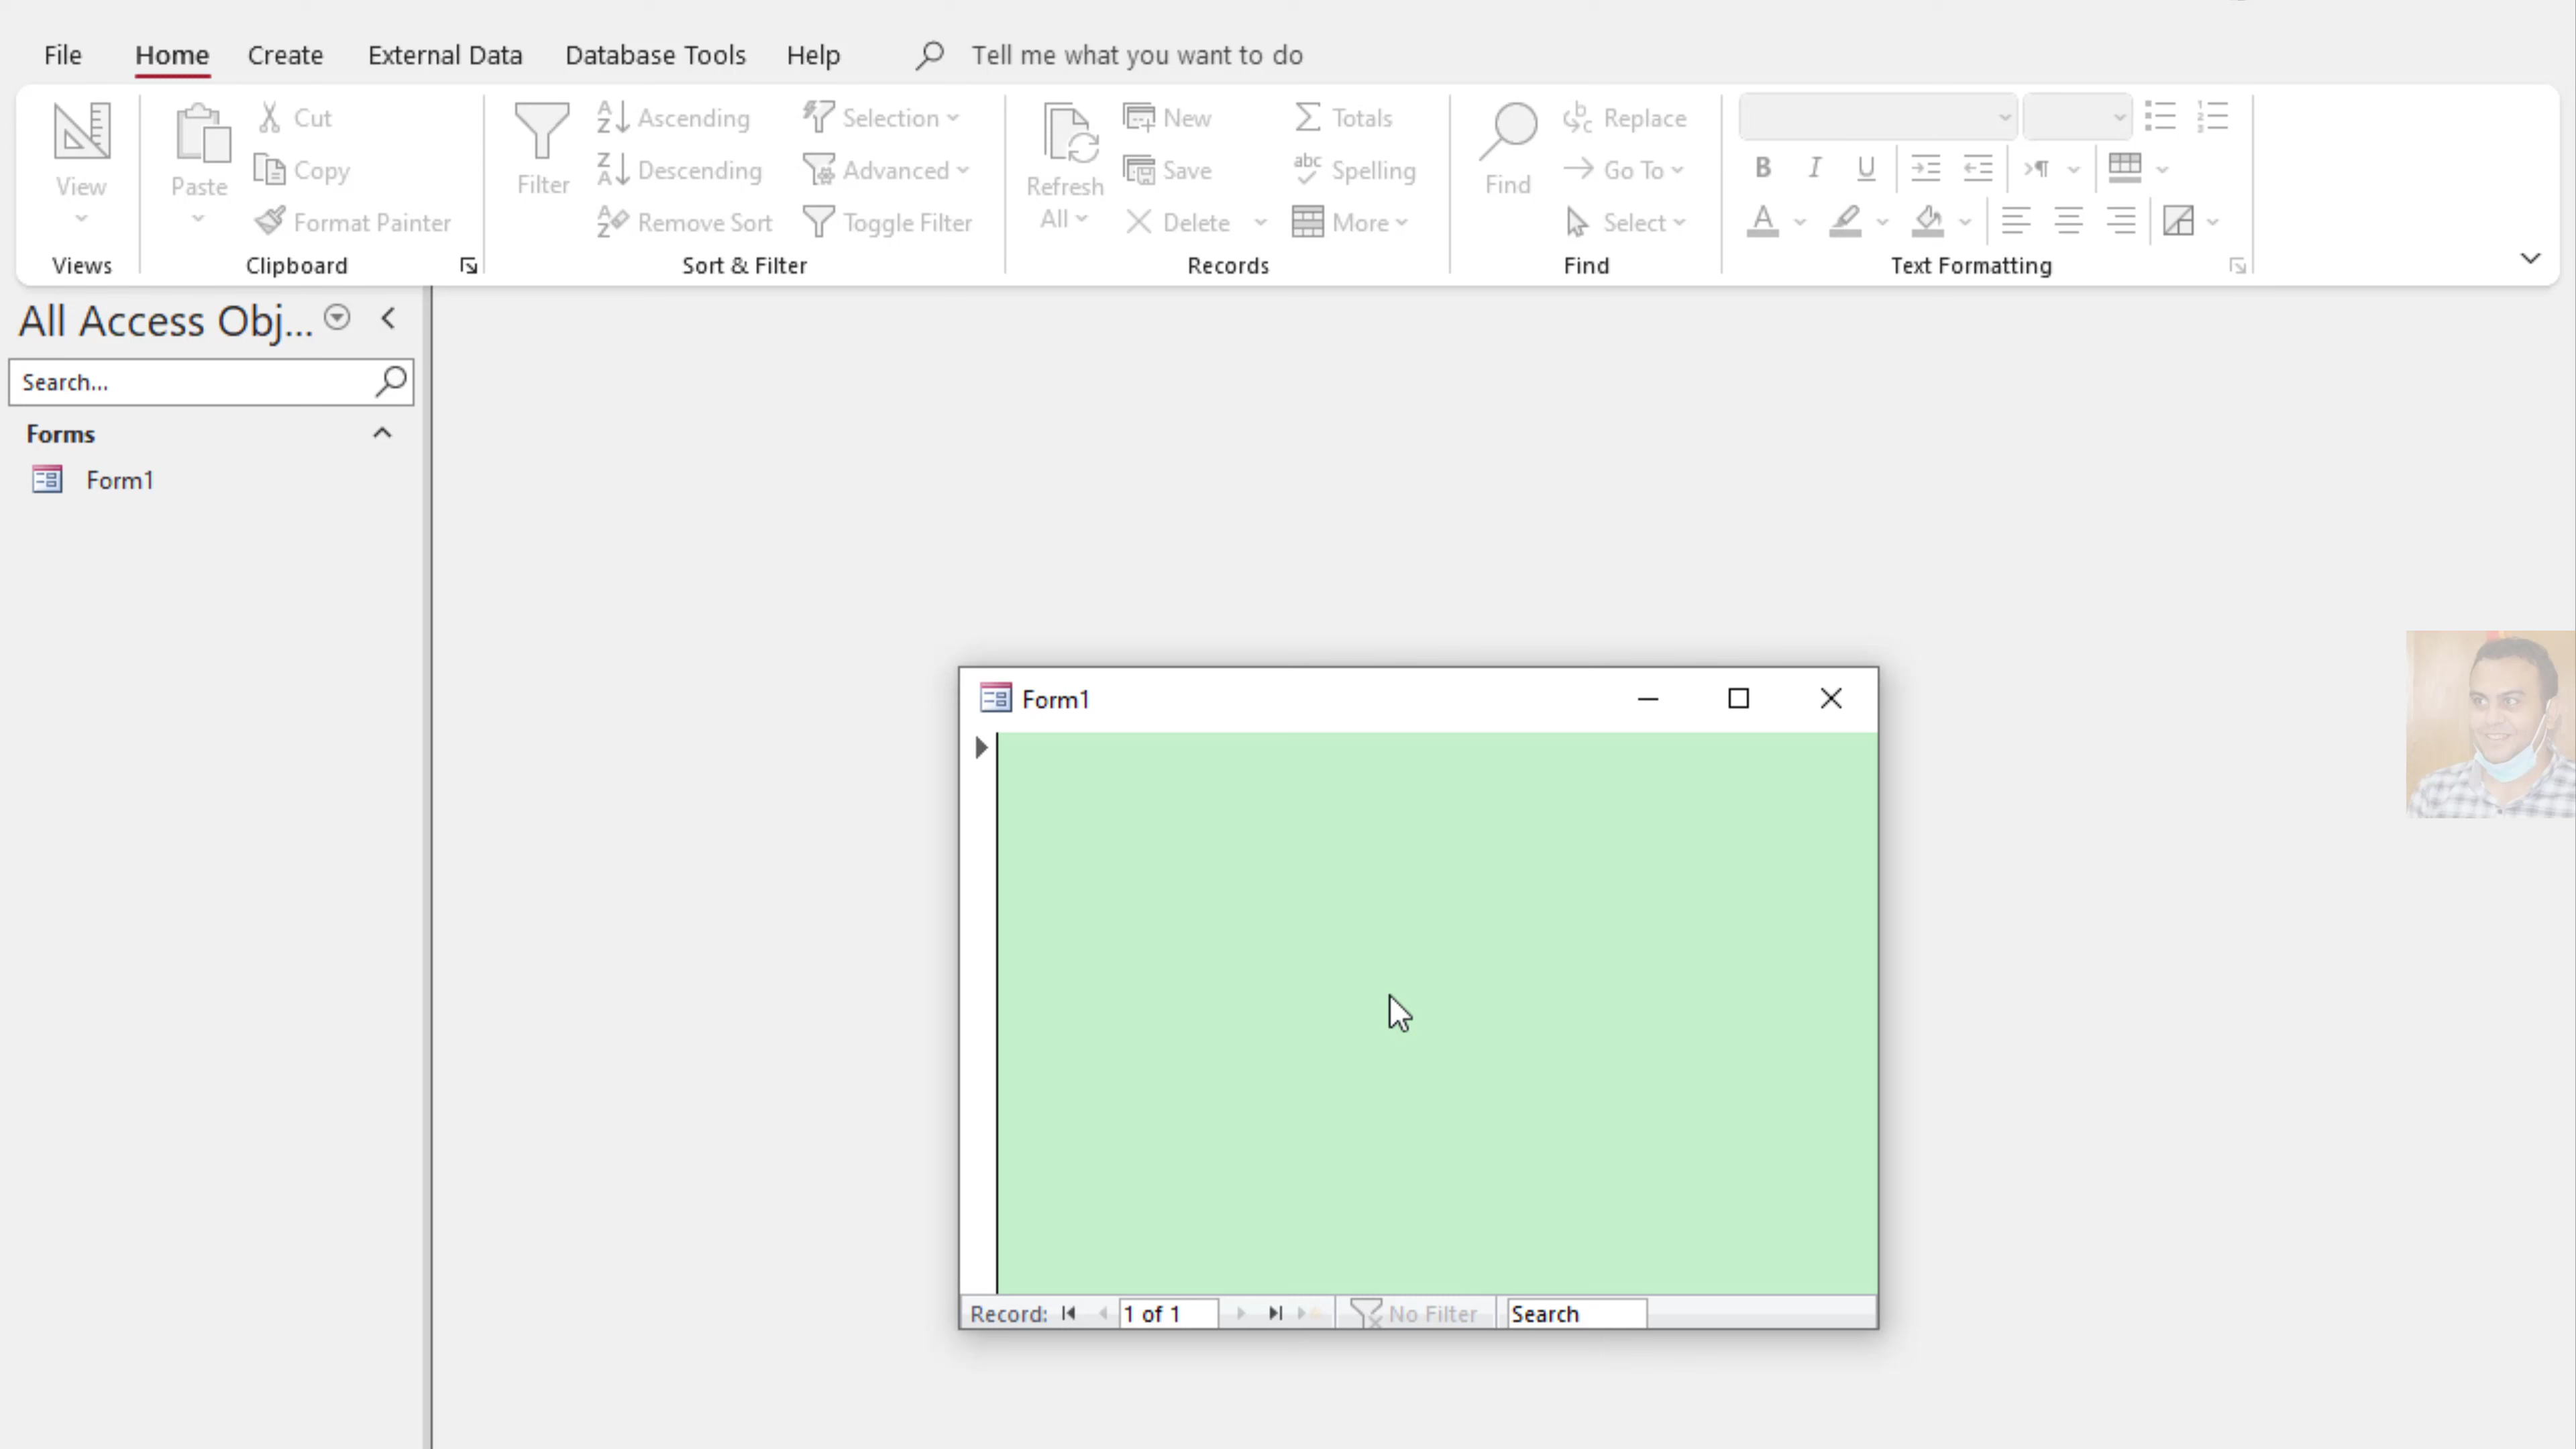 File Home Create External Data Database Tools Help Tell me what you want to do
View
Views
Paste
Cut
Copy
Format Painter
Clipboard
Filter
Ascending
Descending
Remove Sort
Selection
Advanced
Toggle Filter
Sort & Filter
Refresh
All
New
Save
Delete
Totals
Spelling
More
Records
Find
Replace
Go To
Select
Find
B I U
A
Text Formatting
All Access Obj...
Search...
Forms
Form1
Form1
Record: 1 of 1 No Filter Search